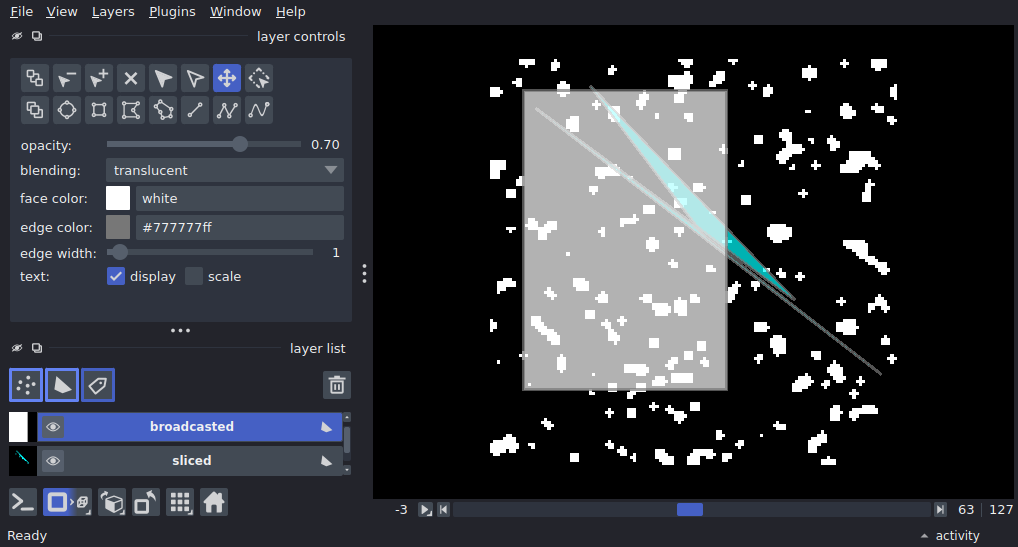 File View Layers Plugins Window Help
layer controls
opacity: 0.70
blending: translucent
face color: white
edge color: #777777ff
edge width: 1
text: display scale
layer list
broadcasted
sliced
-3 63 127
Ready activity